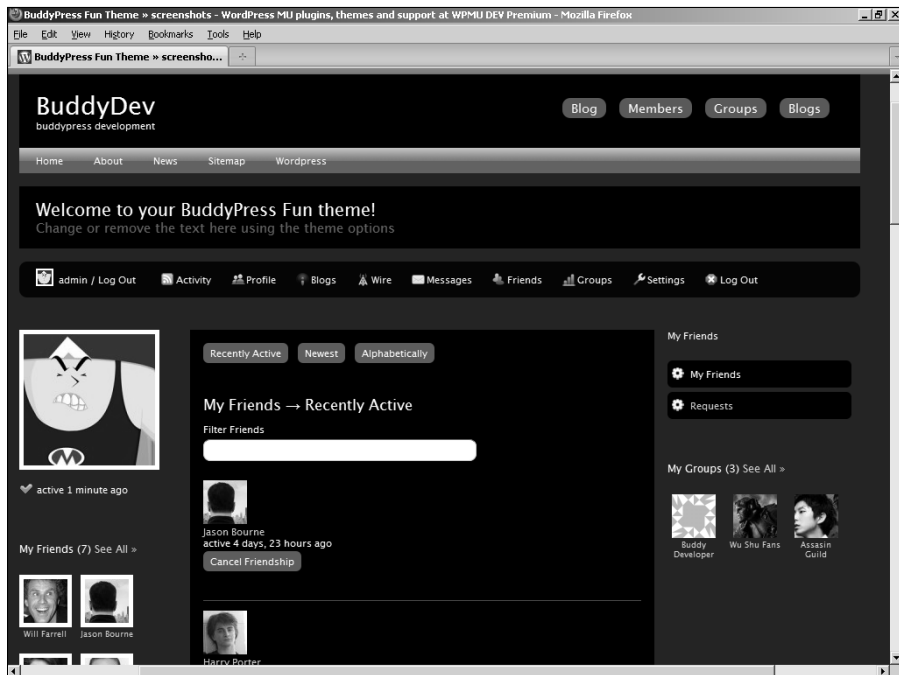 BuddyPress Fun Theme » screenshots - WordPress MU plugins, themes and support at WPMU DEV Premium - Mozilla Firefox
File Edit View History Bookmarks Tools Help
BuddyPress Fun Theme » screensho...
BuddyDev
buddypress development
Blog Members Groups Blogs
Home About News Sitemap Wordpress
Welcome to your BuddyPress Fun theme!
Change or remove the text here using the theme options
admin / Log Out Activity Profile Blogs Wire Messages Friends Groups Settings Log Out
active 1 minute ago
My Friends (7) See All »
Will Farrell Jason Bourne
Recently Active Newest Alphabetically
My Friends → Recently Active
Filter Friends
Jason Bourne
active 4 days, 23 hours ago
Cancel Friendship
Harry Porter
My Friends
My Friends
Requests
My Groups (3) See All »
Buddy Developer
Wu Shu Fans
Assasin Guild